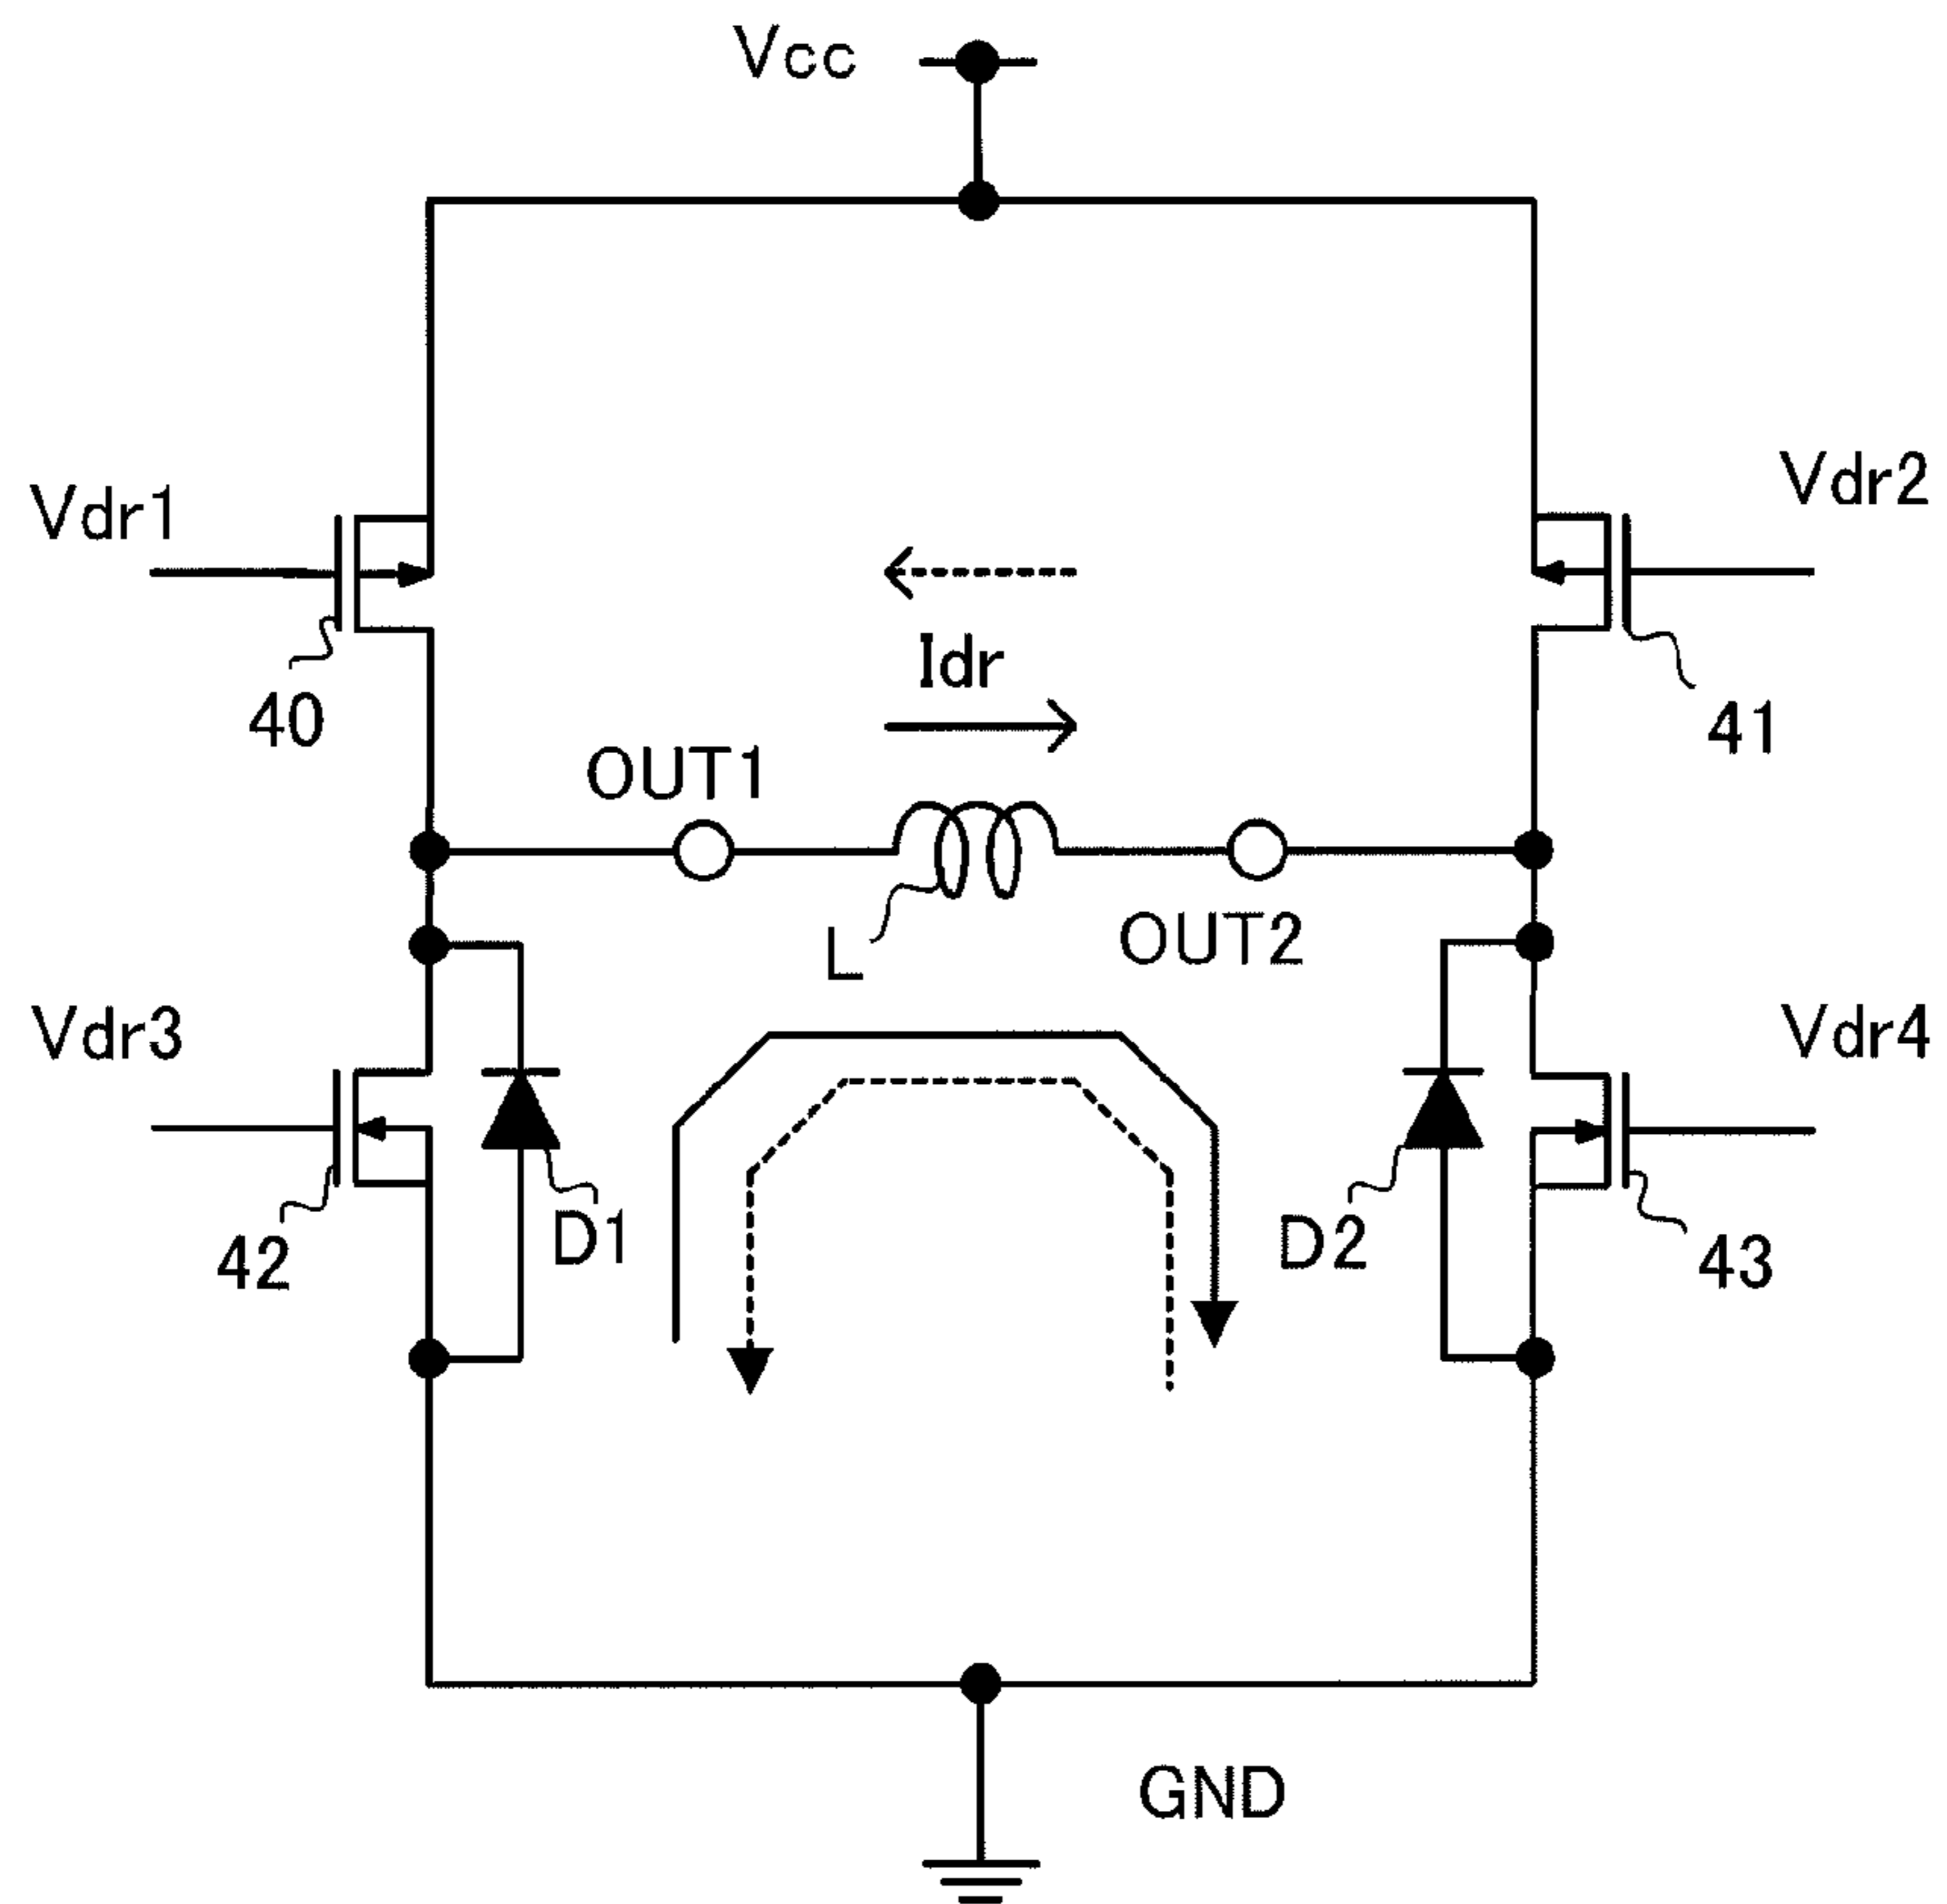 Vcc
Vdr1
Vdr2
Idr
40
41
OUT1
OUT2
L
Vdr3
Vdr4
D1
D2
42
43
GND